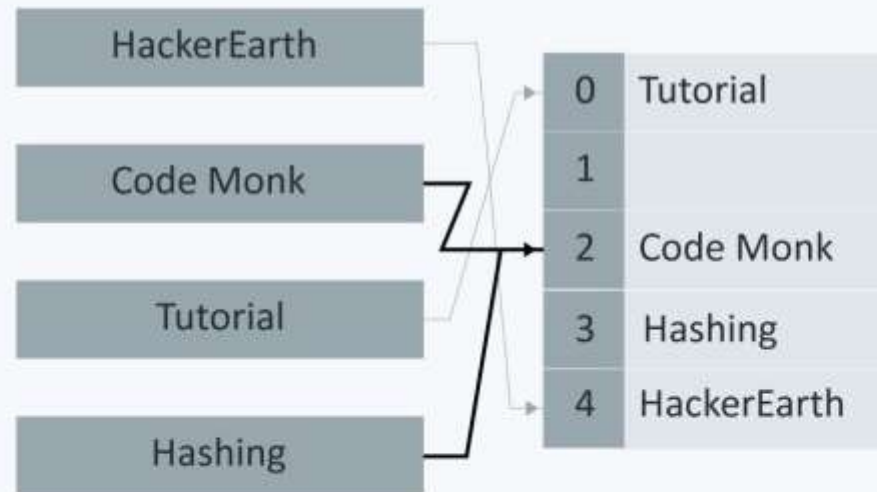 HackerEarth
Code Monk
Tutorial
Hashing
0 Tutorial
1
2 Code Monk
3 Hashing
4 HackerEarth